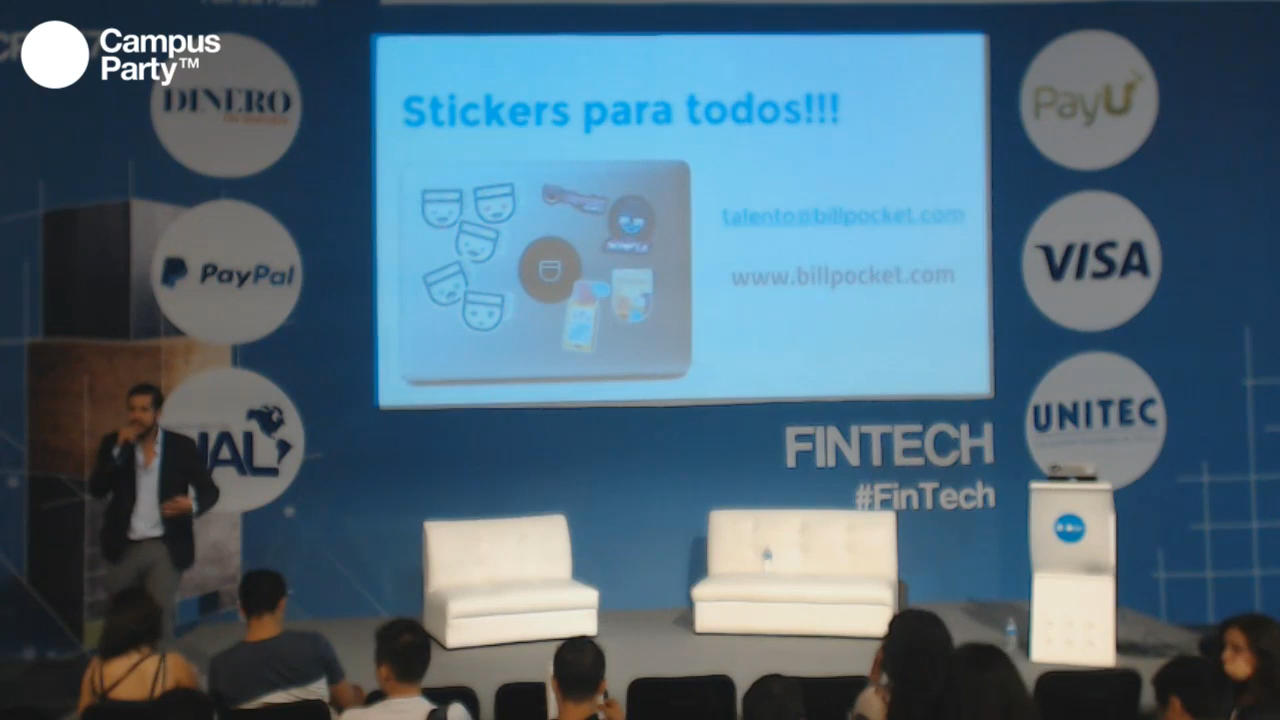 Campus
Party™
DINERO
PayPal
Stickers para todos!!!
talento@billpocket.com
www.billpocket.com
PayU
VISA
UNITEC
FINTECH
#FinTech